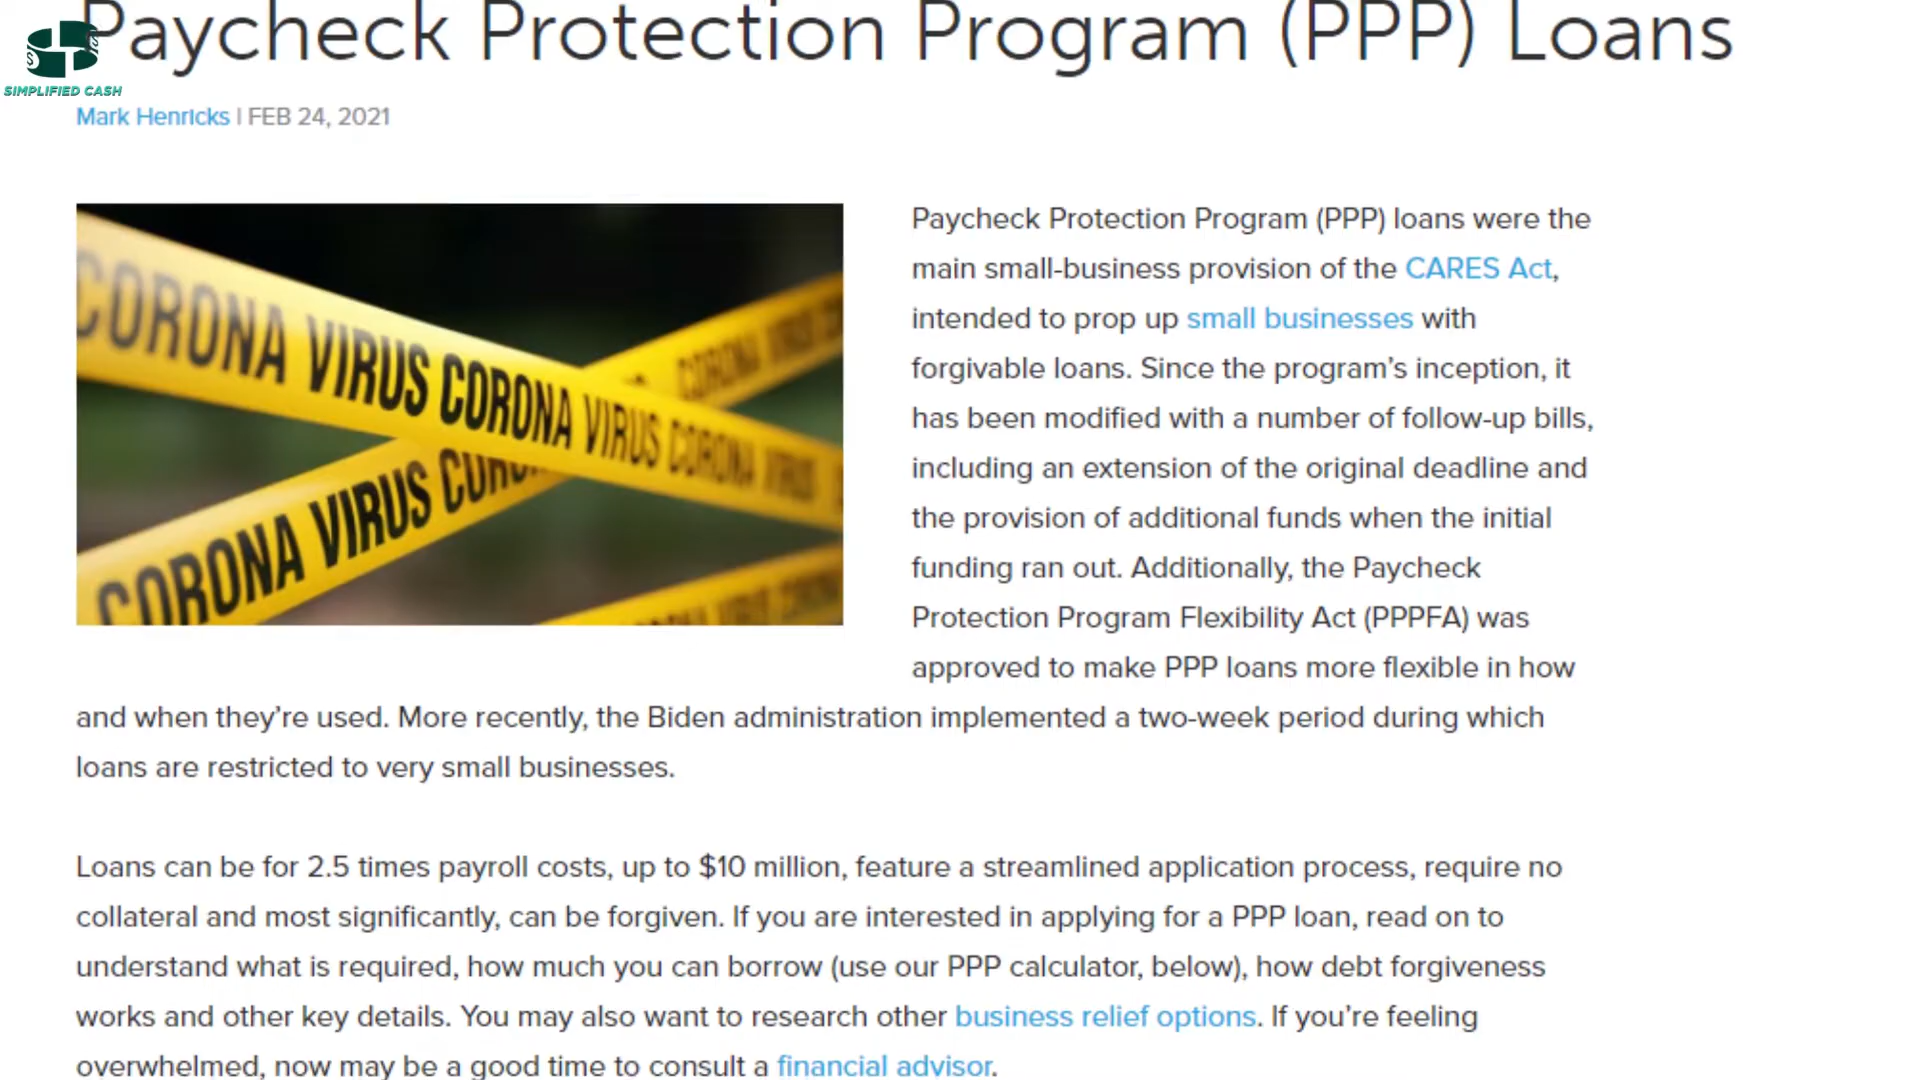 Paycheck Protection Program (PPP) Loans
SIMPLIFIED CASH
Mark Henricks | FEB 24, 2021
CORONA VIRUS CORONA VIRUS CORONA VIRUS
CORONA VIRUS
CORONA VIRUS
Paycheck Protection Program (PPP) loans were the
main small-business provision of the CARES Act,
intended to prop up small businesses with
forgivable loans. Since the program’s inception, it
has been modified with a number of follow-up bills,
including an extension of the original deadline and
the provision of additional funds when the initial
funding ran out. Additionally, the Paycheck
Protection Program Flexibility Act (PPPFA) was
approved to make PPP loans more flexible in how
and when they’re used. More recently, the Biden administration implemented a two-week period during which
loans are restricted to very small businesses.
Loans can be for 2.5 times payroll costs, up to $10 million, feature a streamlined application process, require no
collateral and most significantly, can be forgiven. If you are interested in applying for a PPP loan, read on to
understand what is required, how much you can borrow (use our PPP calculator, below), how debt forgiveness
works and other key details. You may also want to research other business relief options. If you’re feeling
overwhelmed, now may be a good time to consult a financial advisor.